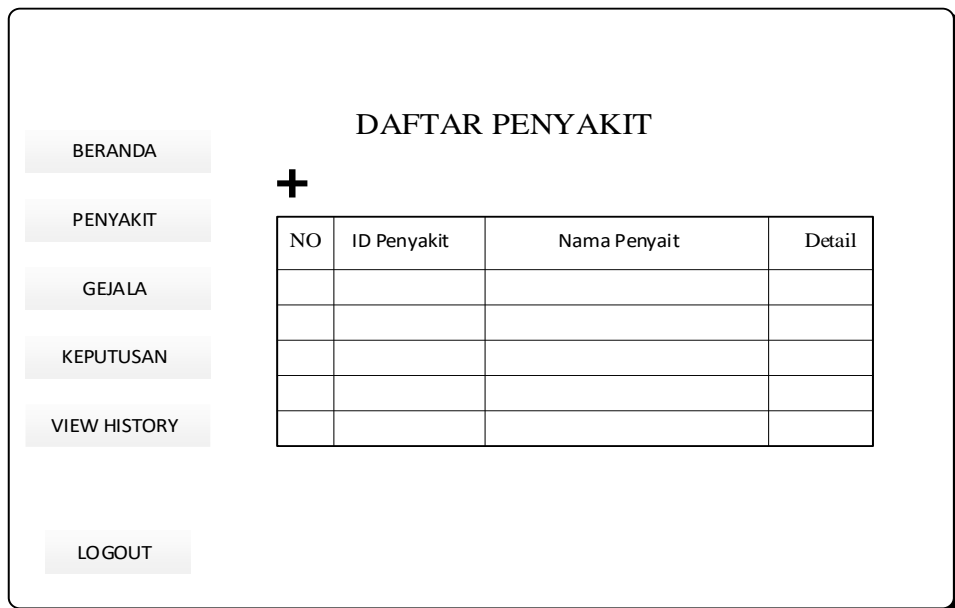 DAFTAR PENYAKIT
BERANDA
PENYAKIT
GEJALA
KEPUTUSAN
VIEW HISTORY
LOGOUT
NO ID Penyakit Nama Penyait Detail